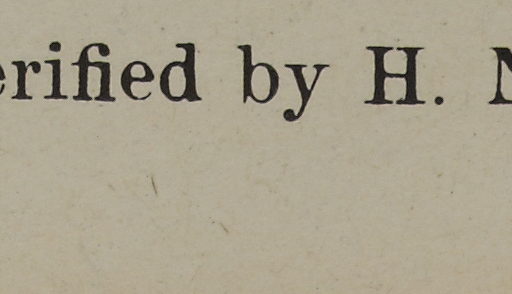 erified by H. N